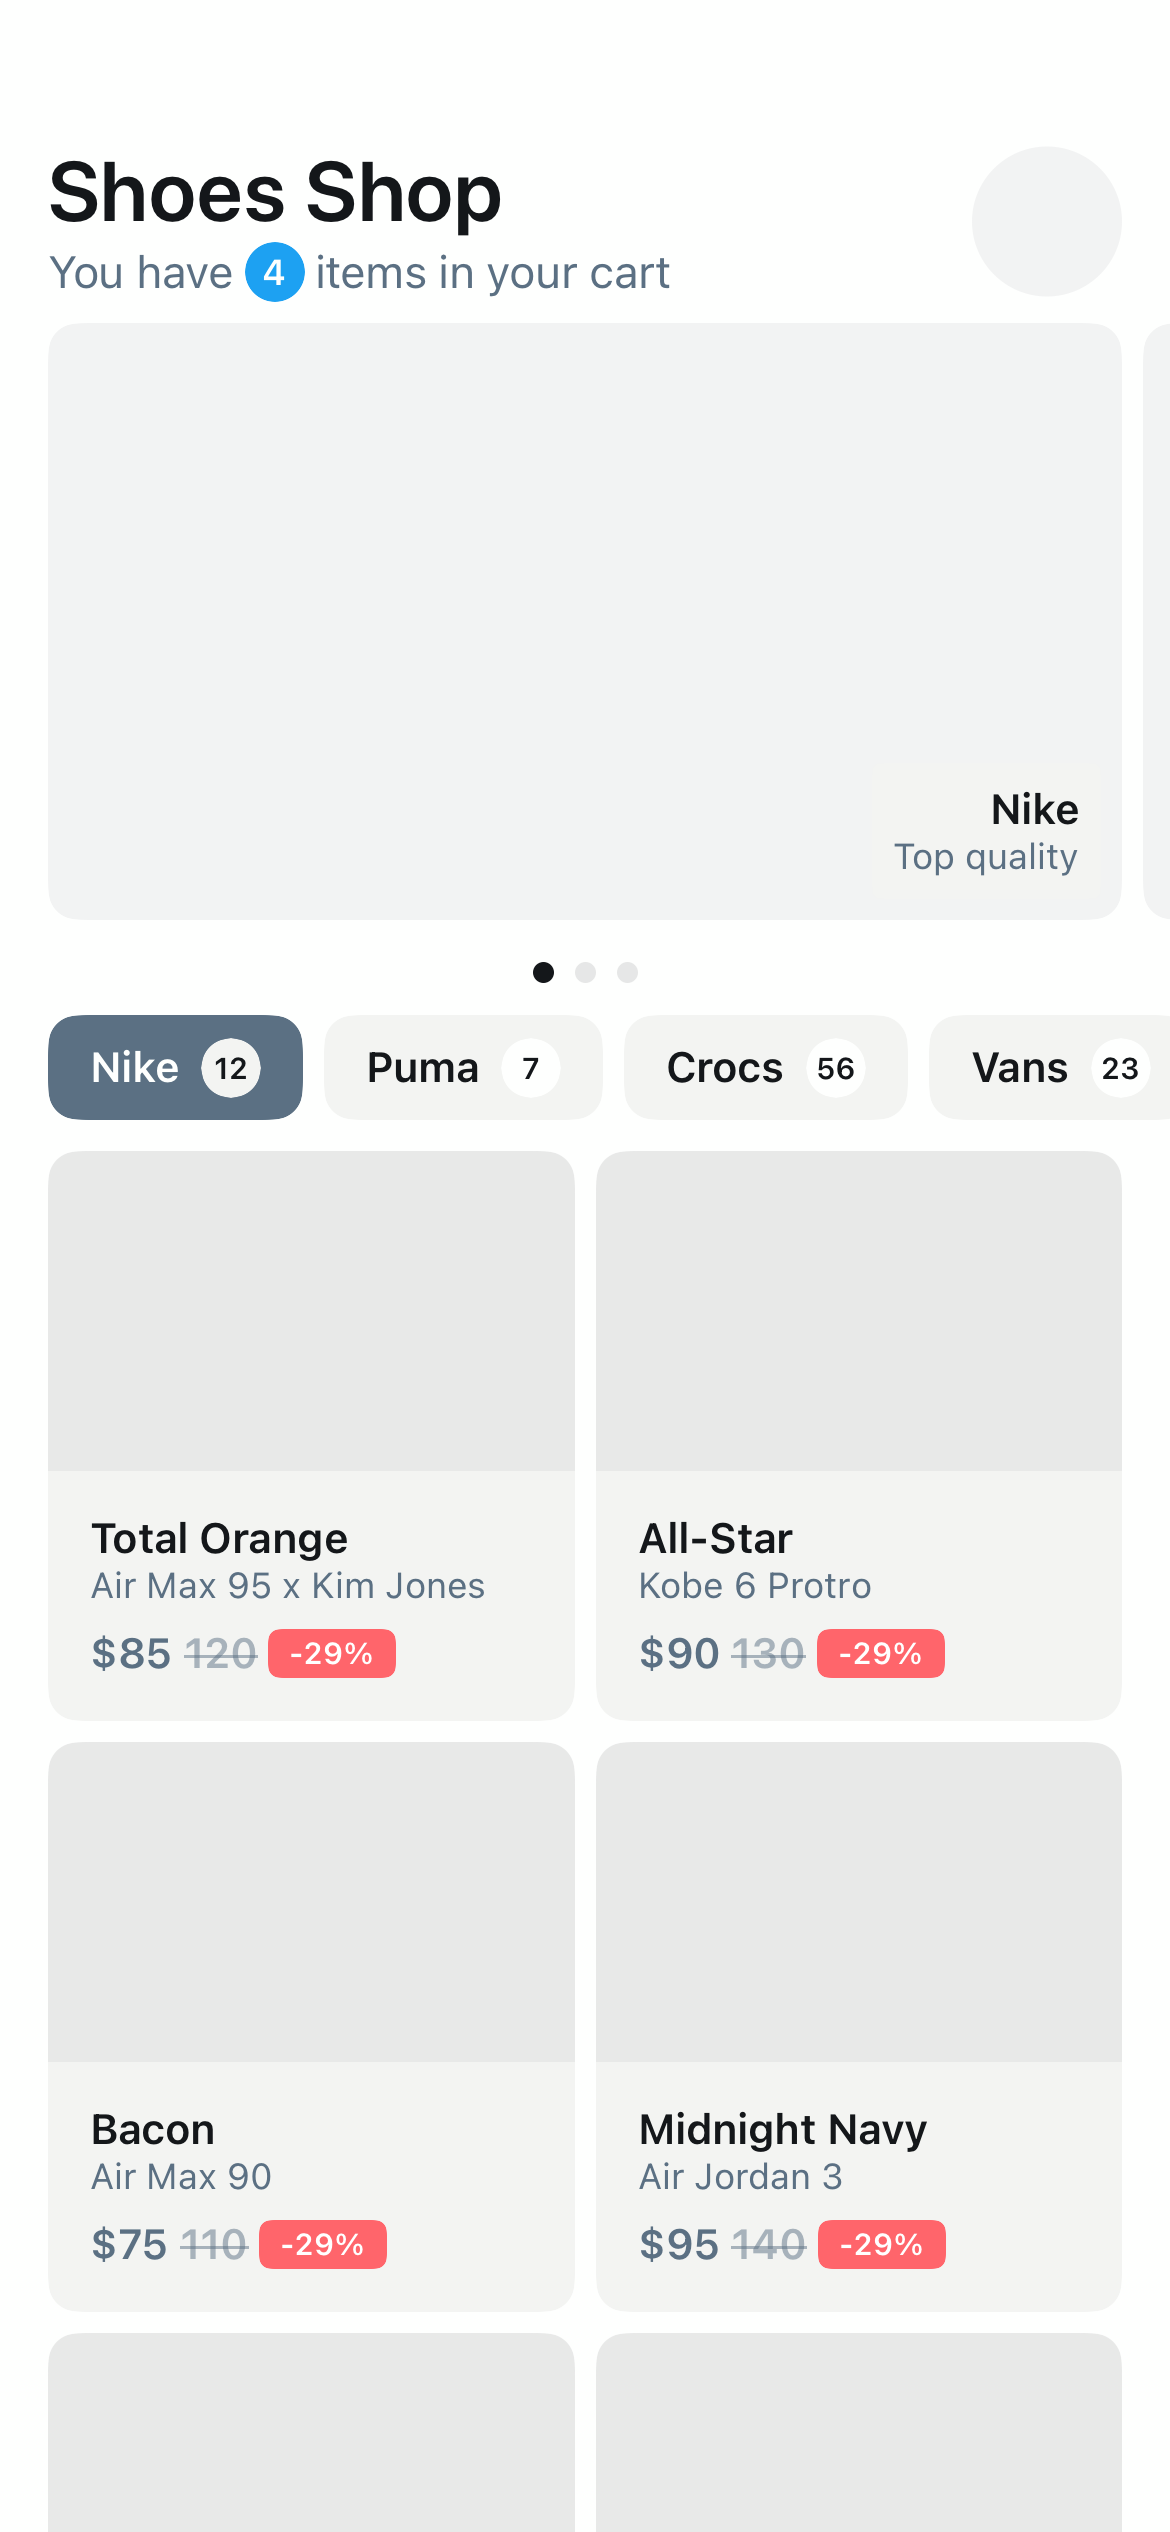 Shoes Shop
You have 4 items in your cart
Nike
Top quality
Nike 12 Puma 7 Crocs 56 Vans 23
Total Orange
Air Max 95 x Kim Jones
$85 120 -29%
All-Star
Kobe 6 Protro
$90 130 -29%
Bacon
Air Max 90
$75 110 -29%
Midnight Navy
Air Jordan 3
$95 140 -29%